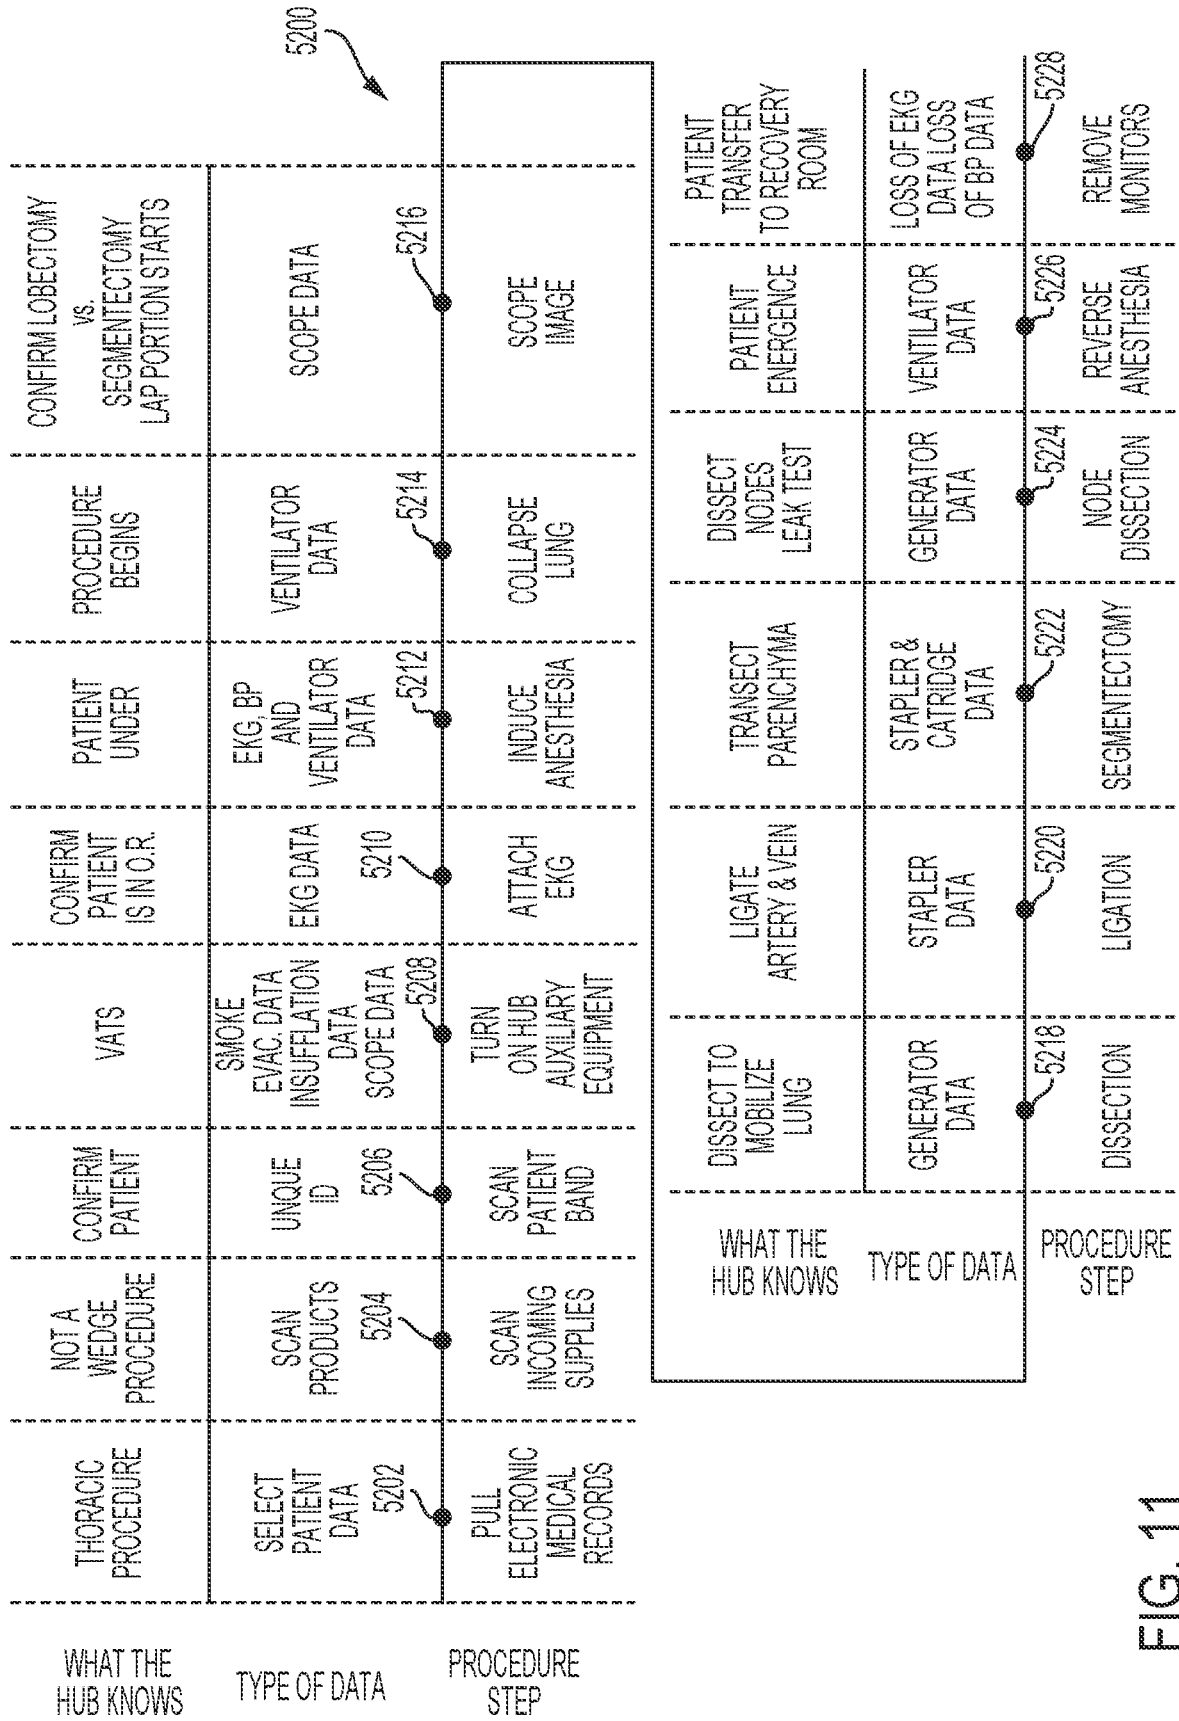 5200
WHAT THE
HUB KNOWS
THORACIC
PROCEDURE
NOT A
WEDGE
PROCEDURE
CONFIRM
PATIENT
VATS
CONFIRM
PATIENT
IS IN O.R.
PATIENT
UNDER
PROCEDURE
BEGINS
CONFIRM LOBECTOMY
vs.
SEGMENTECTOMY
LAP PORTION STARTS
TYPE OF DATA
SELECT
PATIENT
DATA
5202
SCAN
PRODUCTS
5204
UNQUE
ID
5206
SMOKE
EVAC. DATA
INSUFFLATION
DATA
SCOPE DATA
5208
EKG DATA
5210
EKG, BP
AND
VENTILATOR
DATA
5212
VENTILATOR
DATA
5214
SCOPE DATA
5216
PROCEDURE
STEP
PULL
ELECTRONIC
MEDICAL
RECORDS
SCAN
INCOMING
SUPPLIES
SCAN
PATIENT
BAND
TURN
ON HUB
AUXILIARY
EQUIPMENT
ATTACH
EKG
INDUCE
ANESTHESIA
COLLAPSE
LUNG
SCOPE
IMAGE
WHAT THE
HUB KNOWS
DISSECT TO
MOBILIZE
LUNG
LIGATE
ARTERY & VEIN
TRANSECT
PARENCHYMA
DISSECT
NODES
LEAK TEST
PATIENT
EMERGENCE
PATIENT
TRANSFER
TO RECOVERY
ROOM
TYPE OF DATA
GENERATOR
DATA
5218
STAPLER
DATA
5220
STAPLER &
CATRIDGE
DATA
5222
GENERATOR
DATA
5224
VENTILATOR
DATA
5226
LOSS OF EKG
DATA LOSS
OF BP DATA
5228
PROCEDURE
STEP
DISSECTION
LIGATION
SEGMENTECTOMY
NODE
DISSECTION
REVERSE
ANESTHESIA
REMOVE
MONITORS
FIG. 11